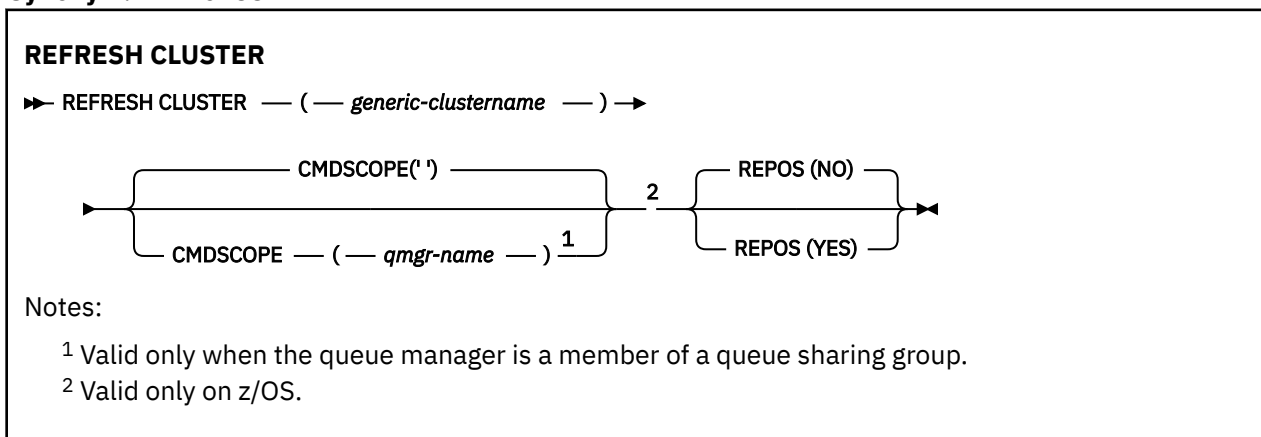 REFRESH CLUSTER
REFRESH CLUSTER ( generic-clustername )
CMDSCOPE(' ')
2
REPOS (NO)
CMDSCOPE ( qmgr-name ) 1
REPOS (YES)
Notes:
1 Valid only when the queue manager is a member of a queue sharing group.
2 Valid only on z/OS.